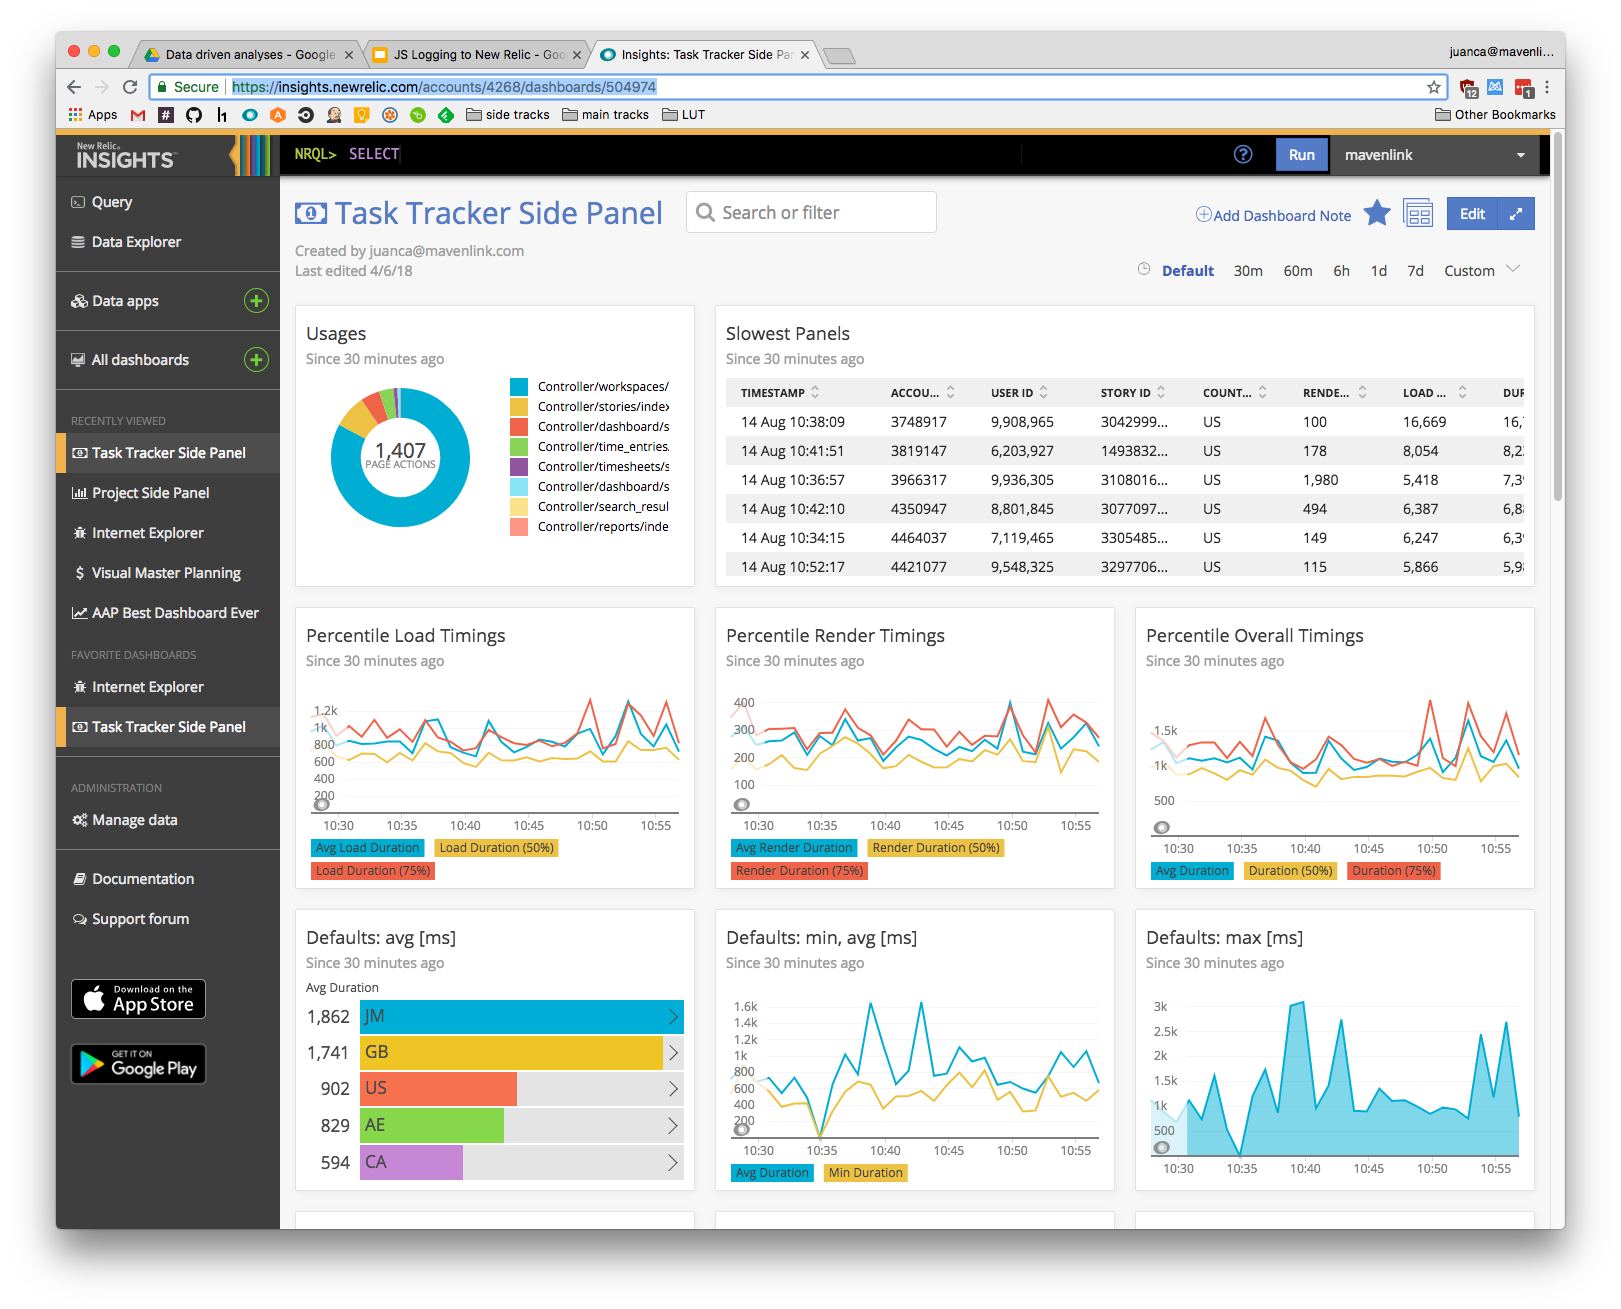 Data driven analyses - Google
JS Logging to New Relic - Goo
Insights: Task Tracker Side Pan
juanca@mavenli...
Secure
https://insights.newrelic.com/accounts/4268/dashboards/504974
12
1
Apps
side tracks
main tracks
LUT
Other Bookmarks
New Relic.
INSIGHTS
NRQL> SELECT
Run
mavenlink
Query
Data Explorer
Data apps
All dashboards
RECENTLY VIEWED
Task Tracker Side Panel
Project Side Panel
Internet Explorer
Visual Master Planning
AAP Best Dashboard Ever
FAVORITE DASHBOARDS
Internet Explorer
Task Tracker Side Panel
ADMINISTRATION
Manage data
Documentation
Support forum
Download on the
App Store
GET IT ON
Google Play
Task Tracker Side Panel
Search or filter
Add Dashboard Note
Edit
Created by juanca@mavenlink.com
Last edited 4/6/18
Default 30m 60m 6h 1d 7d Custom
Usages
Since 30 minutes ago
1,407
PAGE ACTIONS
Controller/workspaces/
Controller/stories/index
Controller/dashboard/s
Controller/time_entries
Controller/timesheets/s
Controller/dashboard/s
Controller/search_resul
Controller/reports/inde
Slowest Panels
Since 30 minutes ago
TIMESTAMP ACCOU... USER ID STORY ID COUNT... RENDE... LOAD ... DUR
14 Aug 10:38:09 3748917 9,908,965 3042999... US 100 16,669 16,
14 Aug 10:41:51 3819147 6,203,927 1493832... US 178 8,054 8,2
14 Aug 10:36:57 3966317 9,936,305 3108016... US 1,980 5,418 7,3
14 Aug 10:42:10 4350947 8,801,845 3077097... US 494 6,387 6,8
14 Aug 10:34:15 4464037 7,119,465 3305485... US 149 6,247 6,3
14 Aug 10:52:17 4421077 9,548,325 3297706... US 115 5,866 5,9
Percentile Load Timings
Since 30 minutes ago
1.2k
1k
800
600
400
200
10:30 10:35 10:40 10:45 10:50 10:55
Avg Load Duration Load Duration (50%)
Load Duration (75%)
Percentile Render Timings
Since 30 minutes ago
400
300
200
100
10:30 10:35 10:40 10:45 10:50 10:55
Avg Render Duration Render Duration (50%)
Render Duration (75%)
Percentile Overall Timings
Since 30 minutes ago
1.5k
1k
500
10:30 10:35 10:40 10:45 10:50 10:55
Avg Duration Duration (50%) Duration (75%)
Defaults: avg [ms]
Since 30 minutes ago
Avg Duration
1,862 JM
1,741 GB
902 US
829 AE
594 CA
Defaults: min, avg [ms]
Since 30 minutes ago
1.6k
1.4k
1.2k
1k
800
600
400
200
10:30 10:35 10:40 10:45 10:50 10:55
Avg Duration Min Duration
Defaults: max [ms]
Since 30 minutes ago
3k
2.5k
2k
1.5k
1k
500
10:30 10:35 10:40 10:45 10:50 10:55